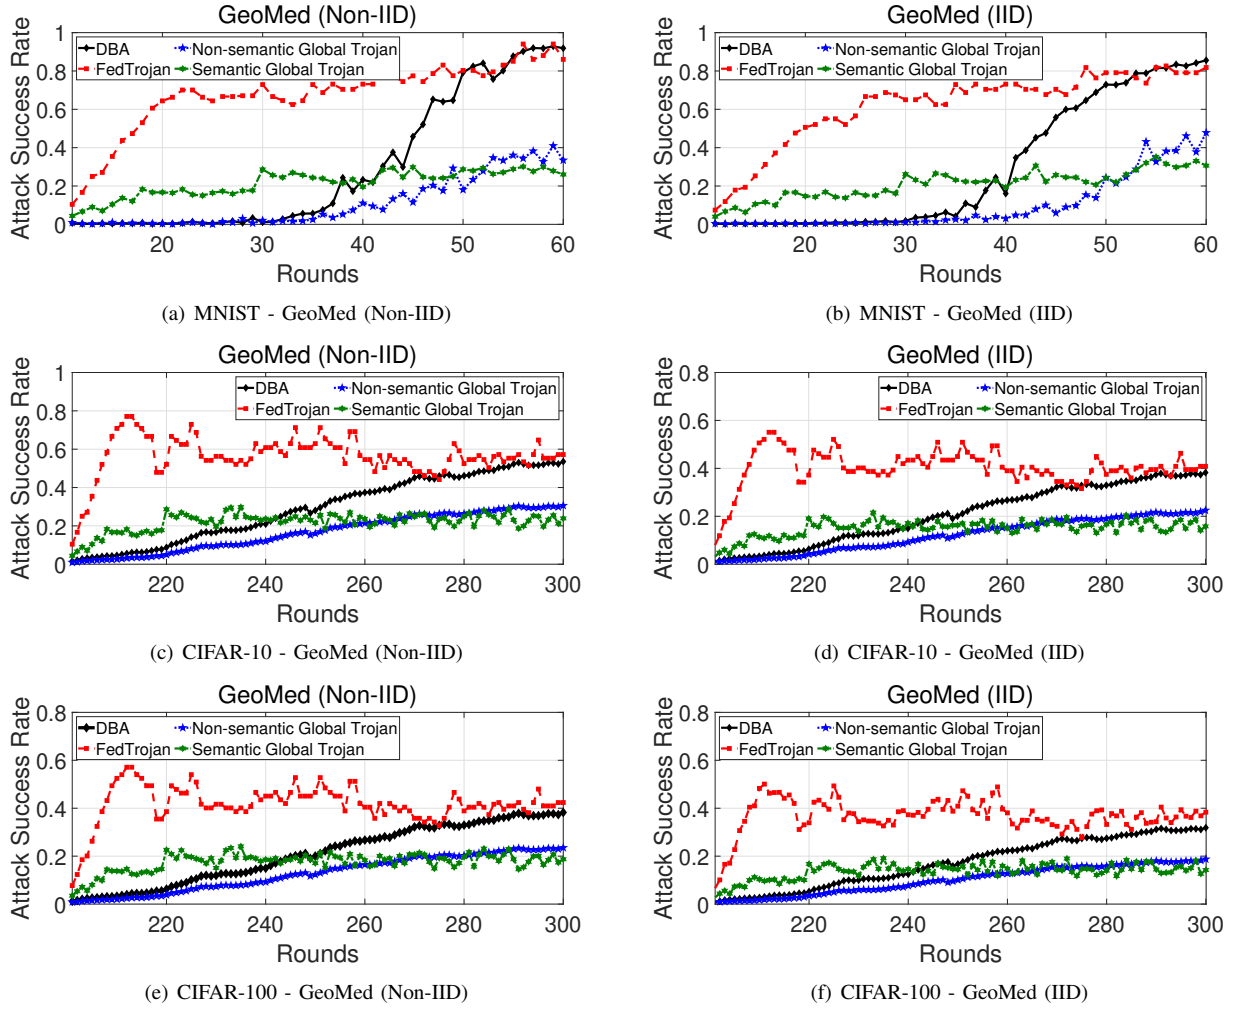 GeoMed (Non-IID)
Attack Success Rate
1
0.8
0.6
0.4
0.2
0
DBA
FedTrojan
Non-semantic Global Trojan
Semantic Global Trojan
20 30 40 50 60
Rounds
(a) MNIST - GeoMed (Non-IID)
GeoMed (IID)
Attack Success Rate
1
0.8
0.6
0.4
0.2
0
DBA
FedTrojan
Non-semantic Global Trojan
Semantic Global Trojan
20 30 40 50 60
Rounds
(b) MNIST - GeoMed (IID)
GeoMed (Non-IID)
Attack Success Rate
1
0.8
0.6
0.4
0.2
0
DBA
FedTrojan
Non-semantic Global Trojan
Semantic Global Trojan
220 240 260 280 300
Rounds
(c) CIFAR-10 - GeoMed (Non-IID)
GeoMed (IID)
Attack Success Rate
0.8
0.6
0.4
0.2
0
DBA
FedTrojan
Non-semantic Global Trojan
Semantic Global Trojan
220 240 260 280 300
Rounds
(d) CIFAR-10 - GeoMed (IID)
GeoMed (Non-IID)
Attack Success Rate
0.8
0.6
0.4
0.2
0
DBA
FedTrojan
Non-semantic Global Trojan
Semantic Global Trojan
220 240 260 280 300
Rounds
(e) CIFAR-100 - GeoMed (Non-IID)
GeoMed (IID)
Attack Success Rate
0.8
0.6
0.4
0.2
0
DBA
FedTrojan
Non-semantic Global Trojan
Semantic Global Trojan
220 240 260 280 300
Rounds
(f) CIFAR-100 - GeoMed (IID)